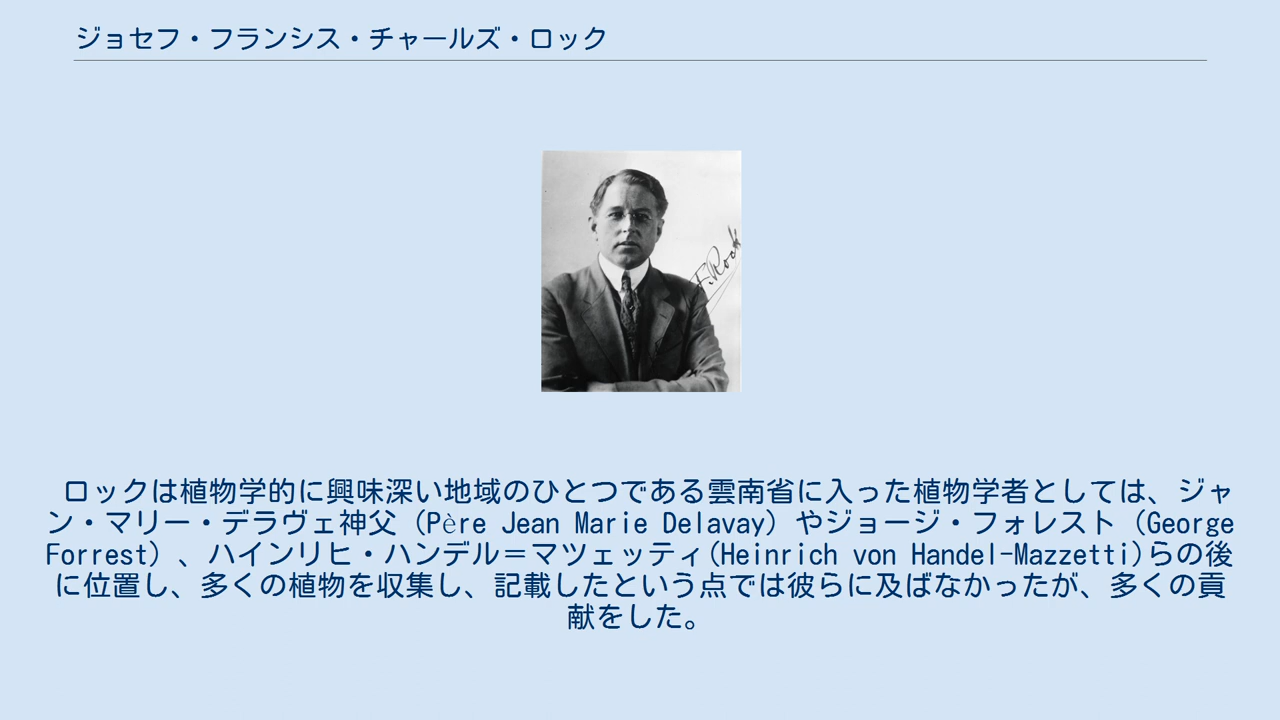 ジョセフ・フランシス・チャールズ・ロック
F. Rock
ロックは植物学的に興味深い地域のひとつである雲南省に入った植物学者としては、ジャ
ン・マリー・デラヴェ神父（Père Jean Marie Delavay）やジョージ・フォレスト（George
Forrest）、ハインリヒ・ハンデル＝マツェッティ(Heinrich von Handel-Mazzetti)らの後
に位置し、多くの植物を収集し、記載したという点では彼らに及ばなかったが、多くの貢
献をした。